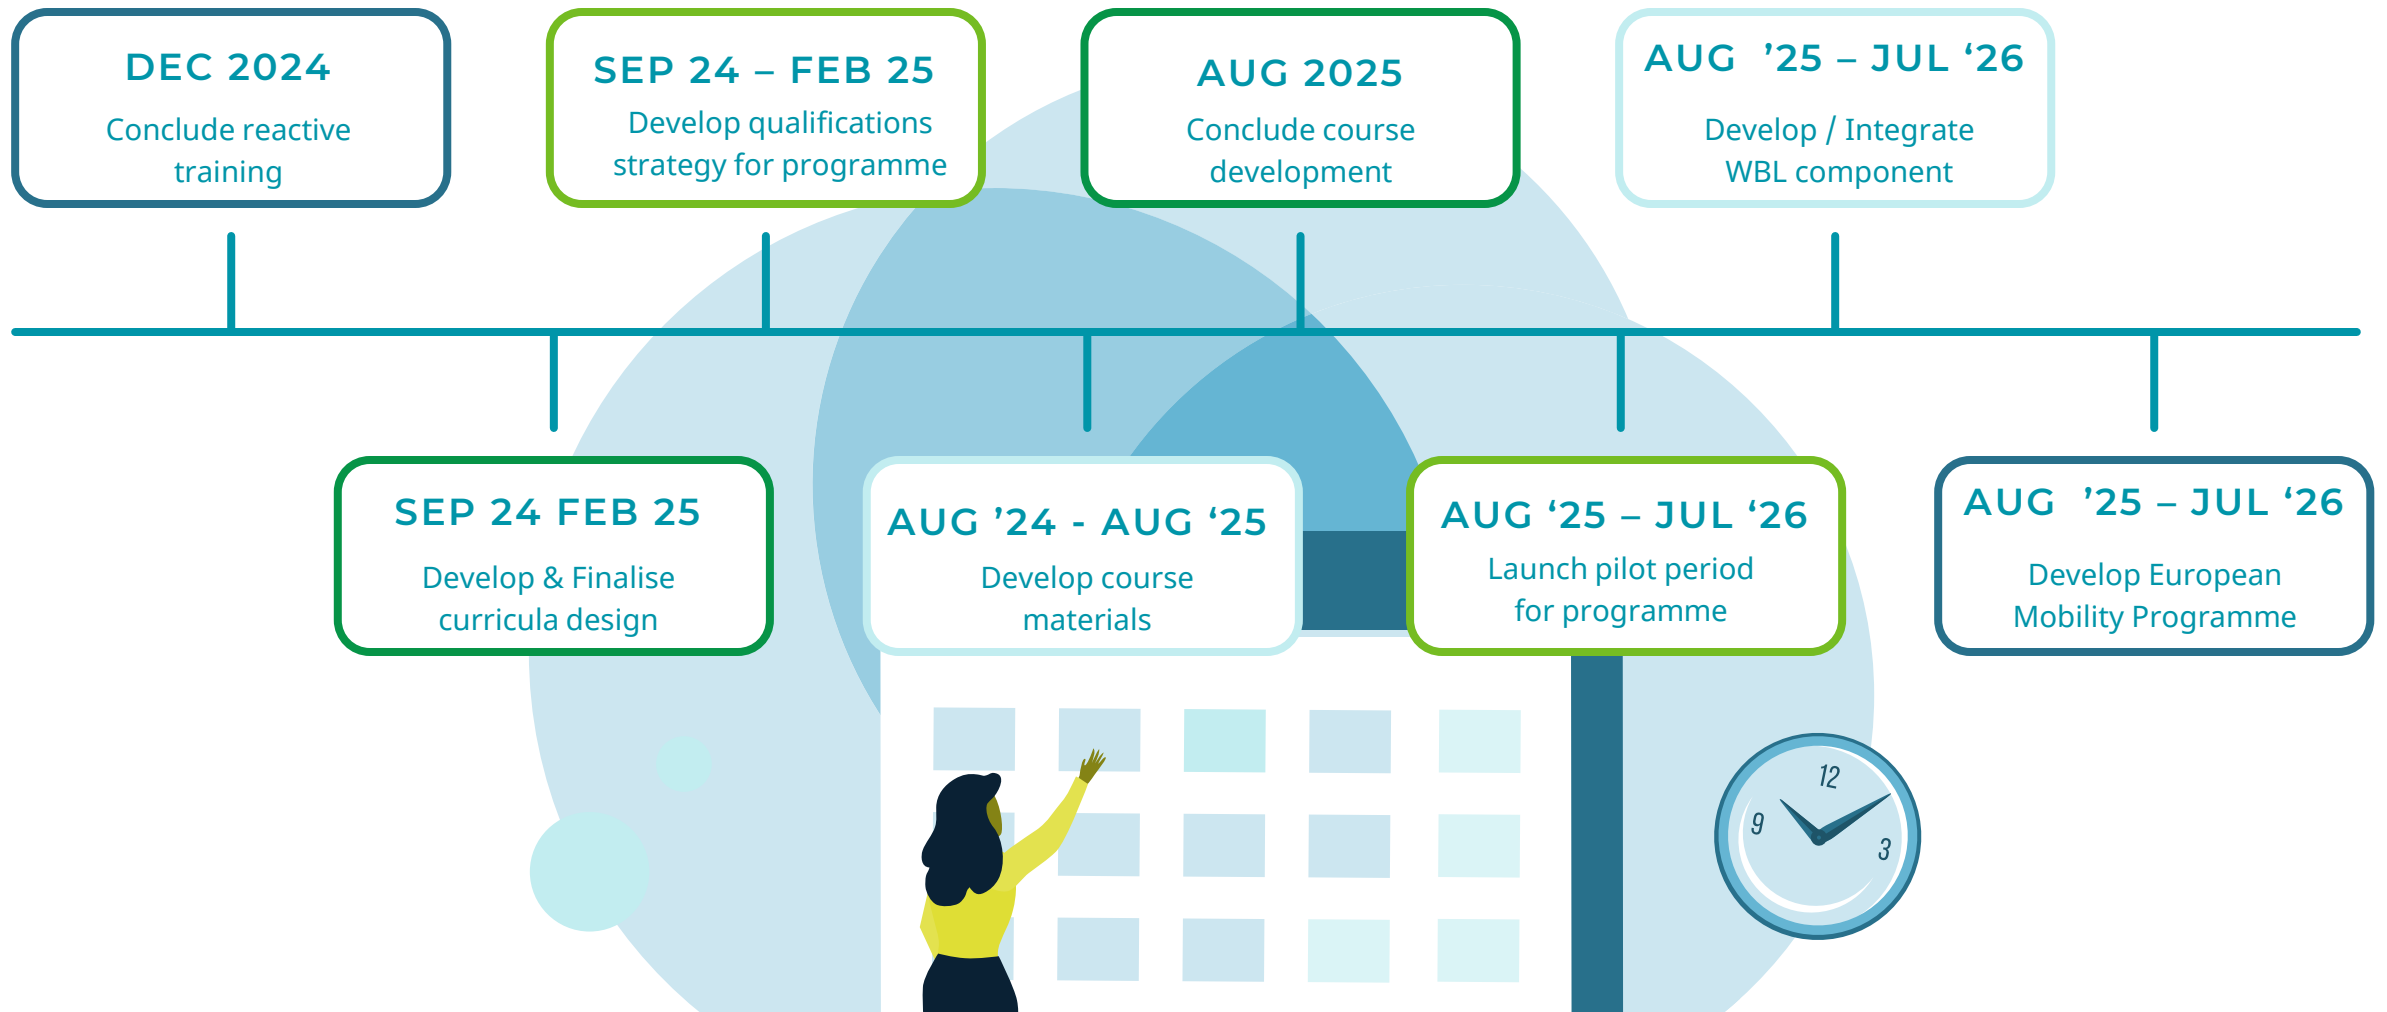 DEC 2024
Conclude reactive
training
SEP 24 – FEB 25
Develop qualifications
strategy for programme
AUG 2025
Conclude course
development
AUG ’25 – JUL ‘26
Develop / Integrate
WBL component
SEP 24 FEB 25
Develop & Finalise
curricula design
AUG ’24 - AUG ‘25
Develop course
materials
AUG ‘25 – JUL ‘26
Launch pilot period
for programme
AUG ’25 – JUL ‘26
Develop European
Mobility Programme
12
9
3